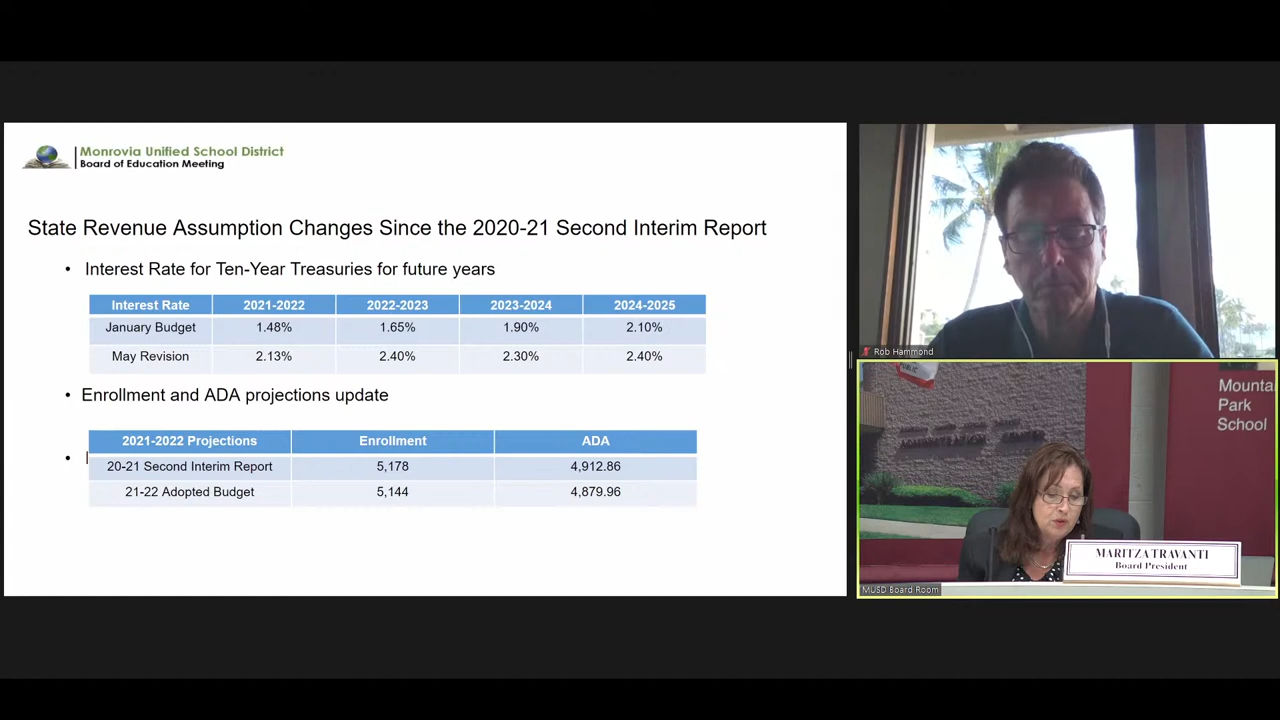 Monrovia Unified School District
Board of Education Meeting
State Revenue Assumption Changes Since the 2020-21 Second Interim Report
• Interest Rate for Ten-Year Treasuries for future years
Interest Rate 2021-2022 2022-2023 2023-2024 2024-2025
January Budget 1.48% 1.65% 1.90% 2.10%
May Revision 2.13% 2.40% 2.30% 2.40%
• Enrollment and ADA projections update
2021-2022 Projections Enrollment ADA
20-21 Second Interim Report 5,178 4,912.86
21-22 Adopted Budget 5,144 4,879.96
Rob Hammond
PUBLIC
Mounta
Park
School
MARITZA TRAVANTI
Board President
MUSD Board Room